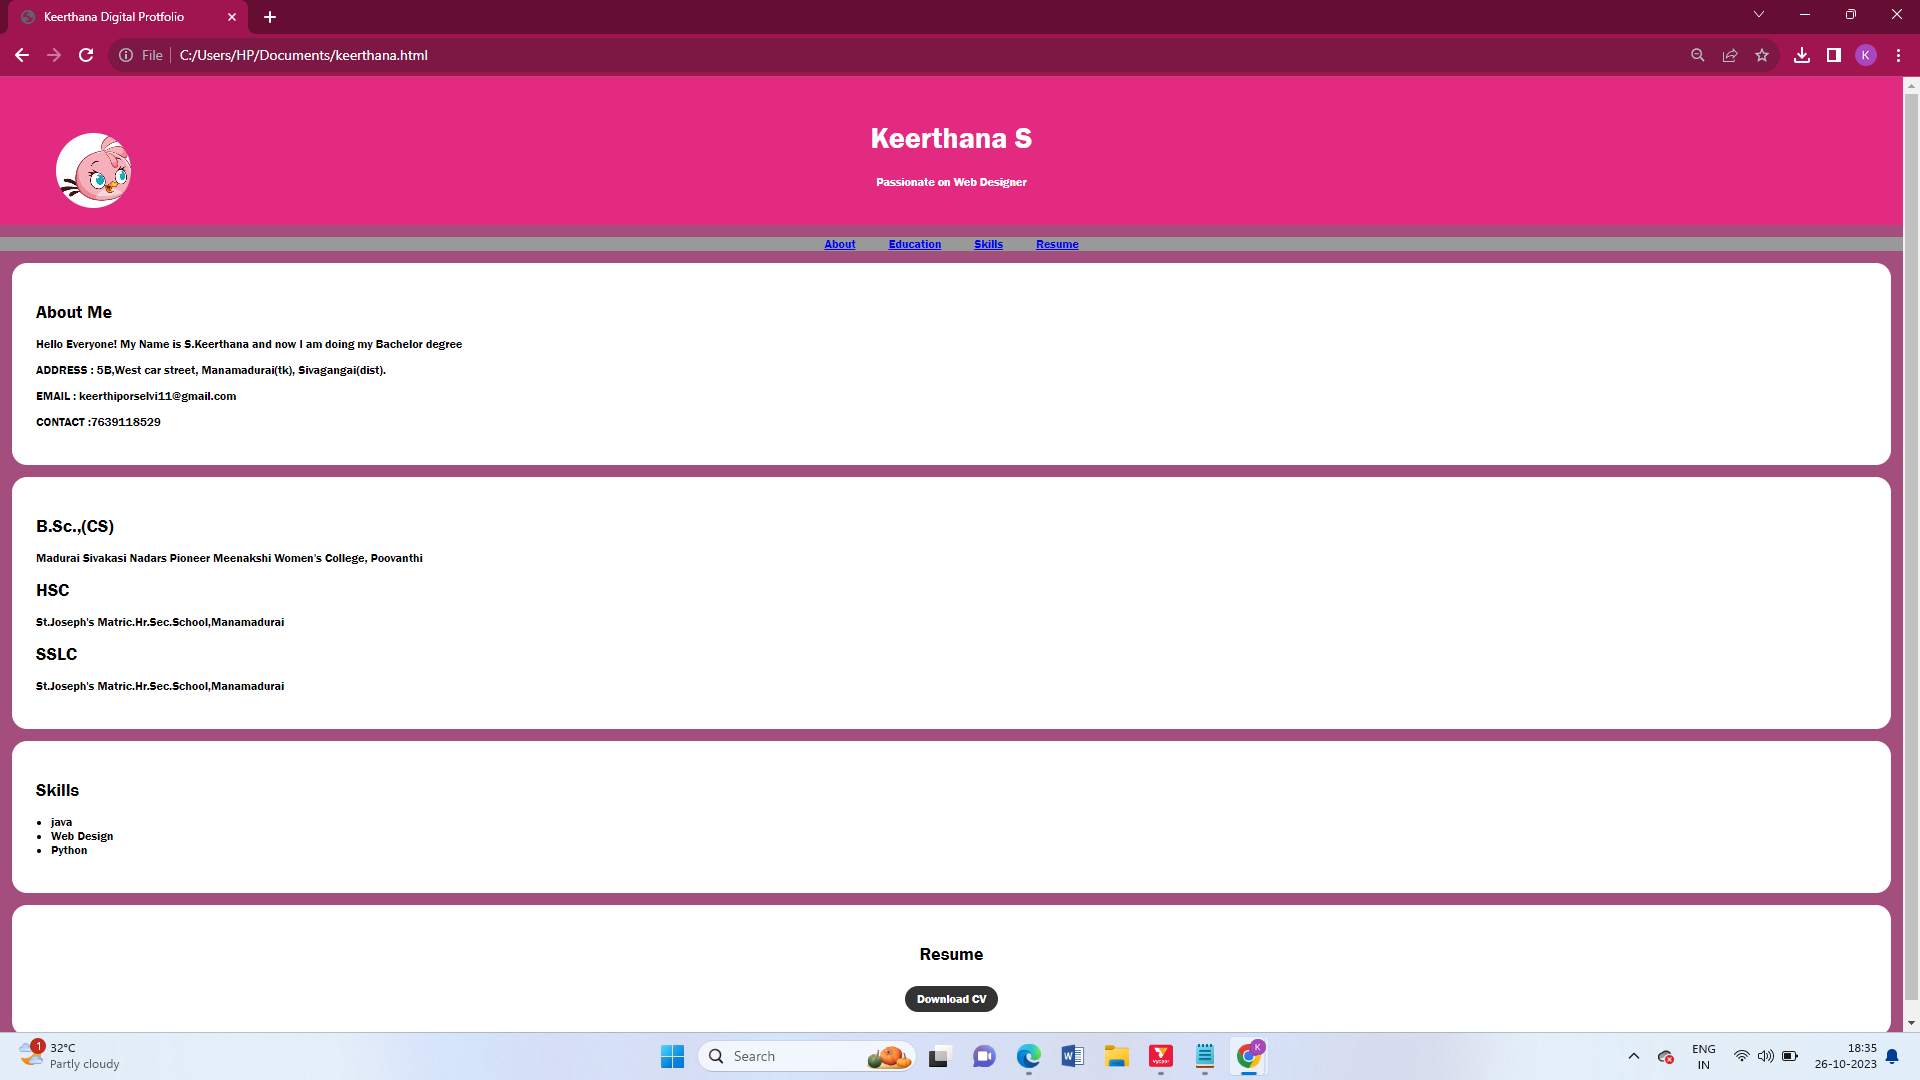 Keerthana Digital Protfolio
File
C:/Users/HP/Documents/keerthana.html
K
Keerthana S
Passionate on Web Designer
About Education Skills Resume
About Me
Hello Everyone! My Name is S.Keerthana and now I am doing my Bachelor degree
ADDRESS : 5B,West car street, Manamadurai(tk), Sivagangai(dist).
EMAIL : keerthiporselvi11@gmail.com
CONTACT :7639118529
B.Sc.,(CS)
Madurai Sivakasi Nadars Pioneer Meenakshi Women's College, Poovanthi
HSC
St.Joseph's Matric.Hr.Sec.School,Manamadurai
SSLC
St.Joseph's Matric.Hr.Sec.School,Manamadurai
Skills
java
Web Design
Python
Resume
Download CV
1
32°C
Partly cloudy
Search
K
ENG
IN
18:35
26-10-2023